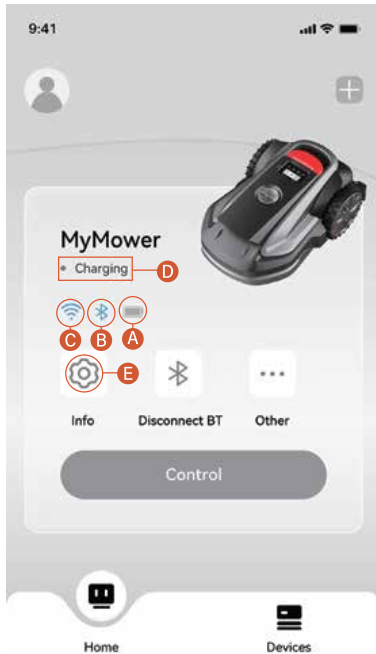 9:41
MyMower
Charging
D
C B A
E
Info Disconnect BT Other
Control
Home Devices